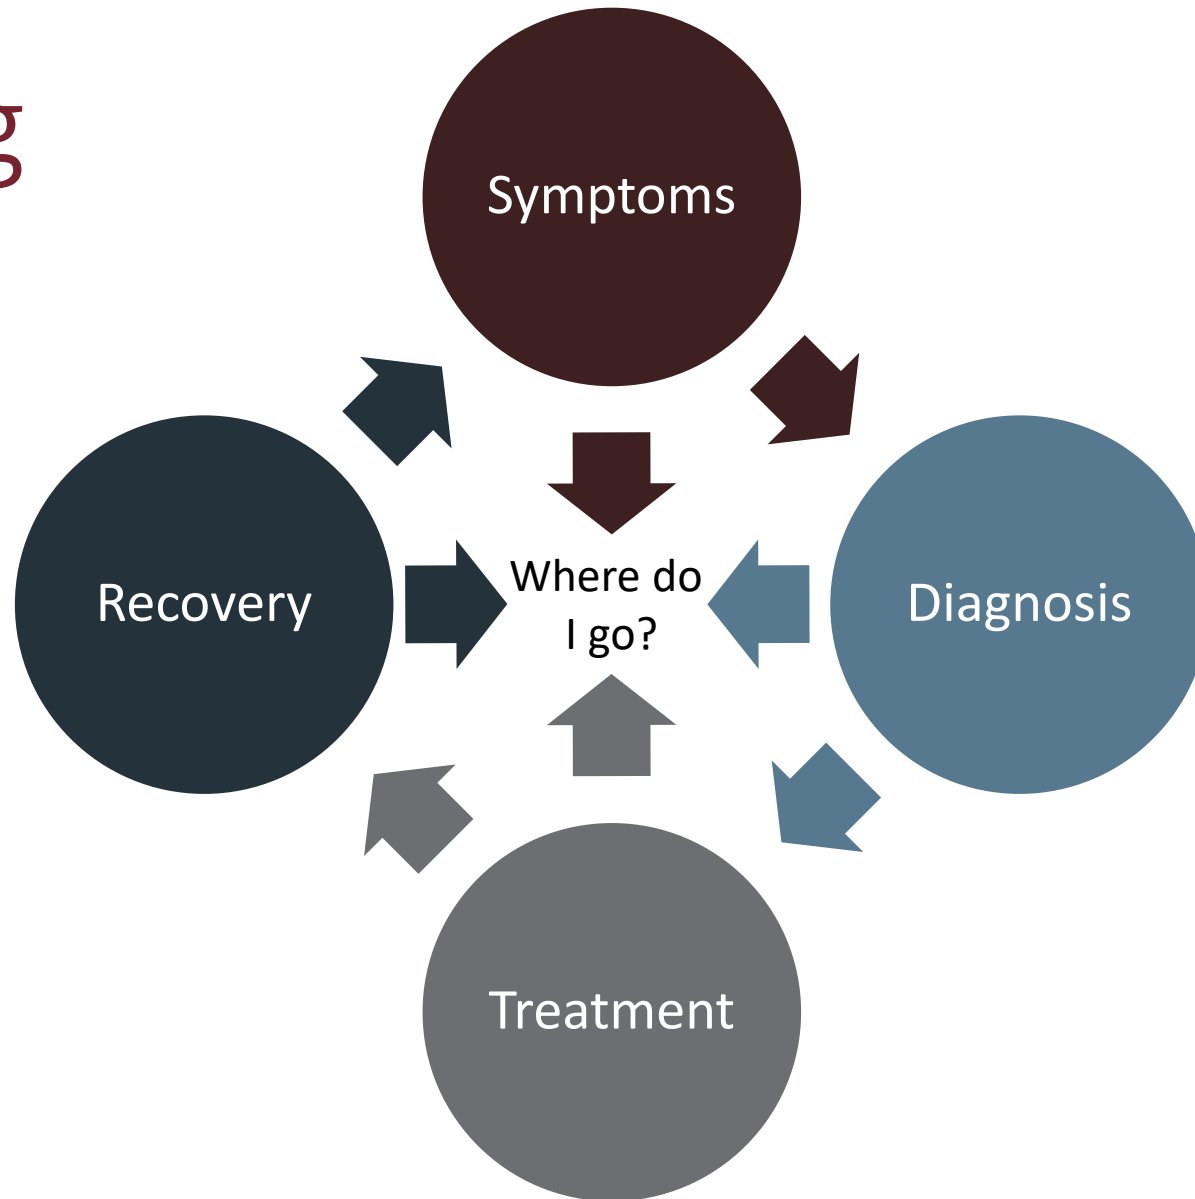 g
Symptoms
Recovery
Where do
I go?
Diagnosis
Treatment